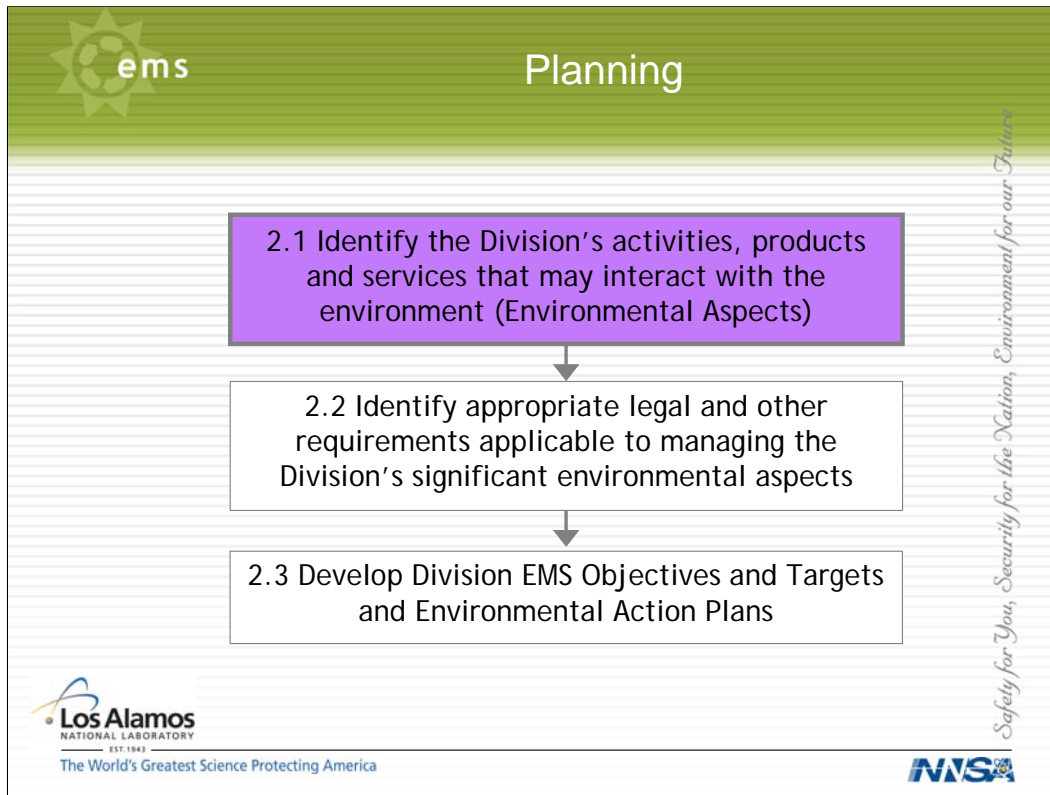 ems
Planning
2.1 Identify the Division's activities, products
and services that may interact with the
environment (Environmental Aspects)
2.2 Identify appropriate legal and other
requirements applicable to managing the
Division's significant environmental aspects
2.3 Develop Division EMS Objectives and Targets
and Environmental Action Plans
Safety for You, Security for the Nation, Environment for our Future
Los Alamos
NATIONAL LABORATORY
EST.1943
The World's Greatest Science Protecting America
NNSA